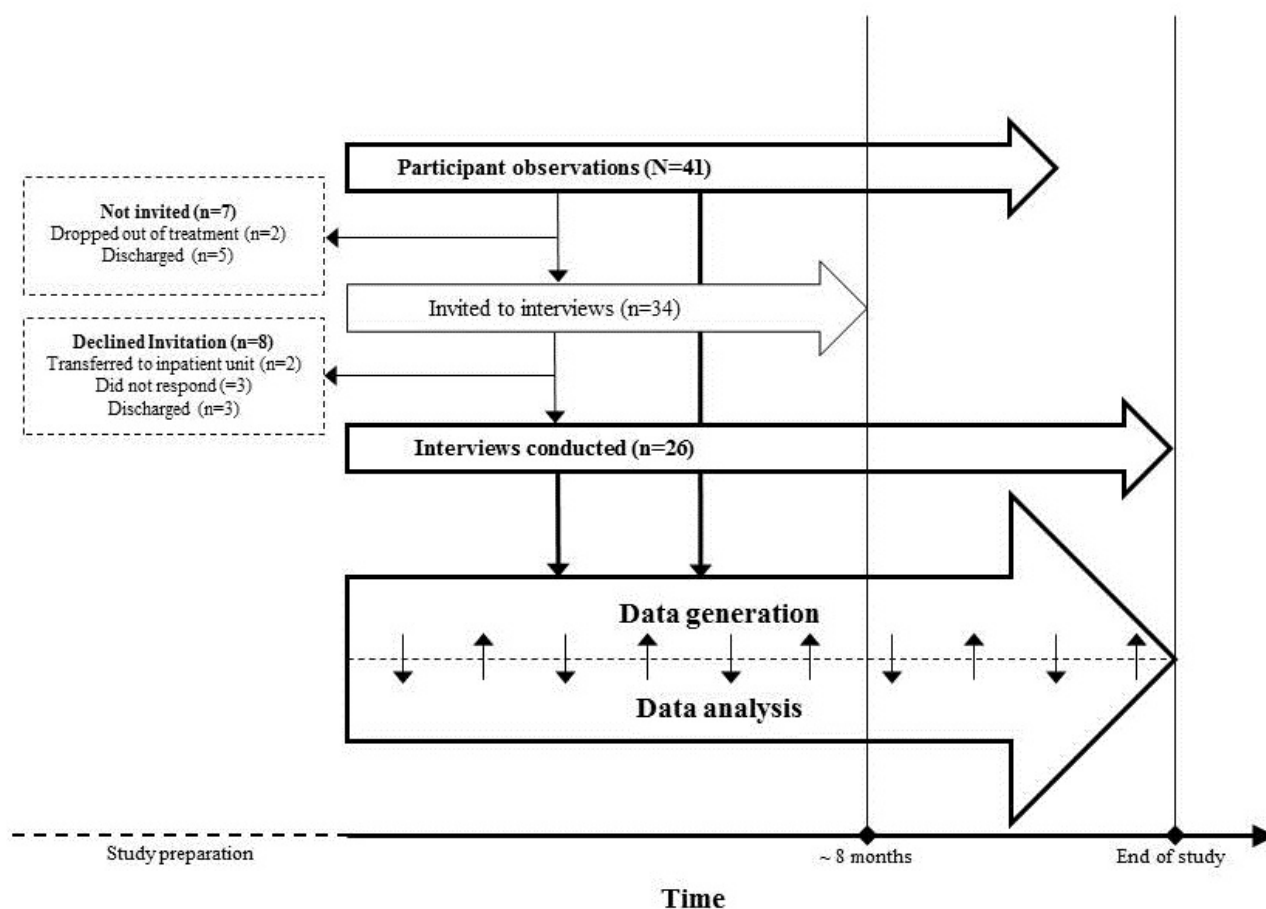 Participant observations (N=41)
Not invited (n=7)
Dropped out of treatment (n=2)
Discharged (n=5)
Invited to interviews (n=34)
Declined Invitation (n=8)
Transferred to inpatient unit (n=2)
Did not respond (=3)
Discharged (n=3)
Interviews conducted (n=26)
Data generation
Data analysis
Study preparation
~ 8 months
End of study
Time